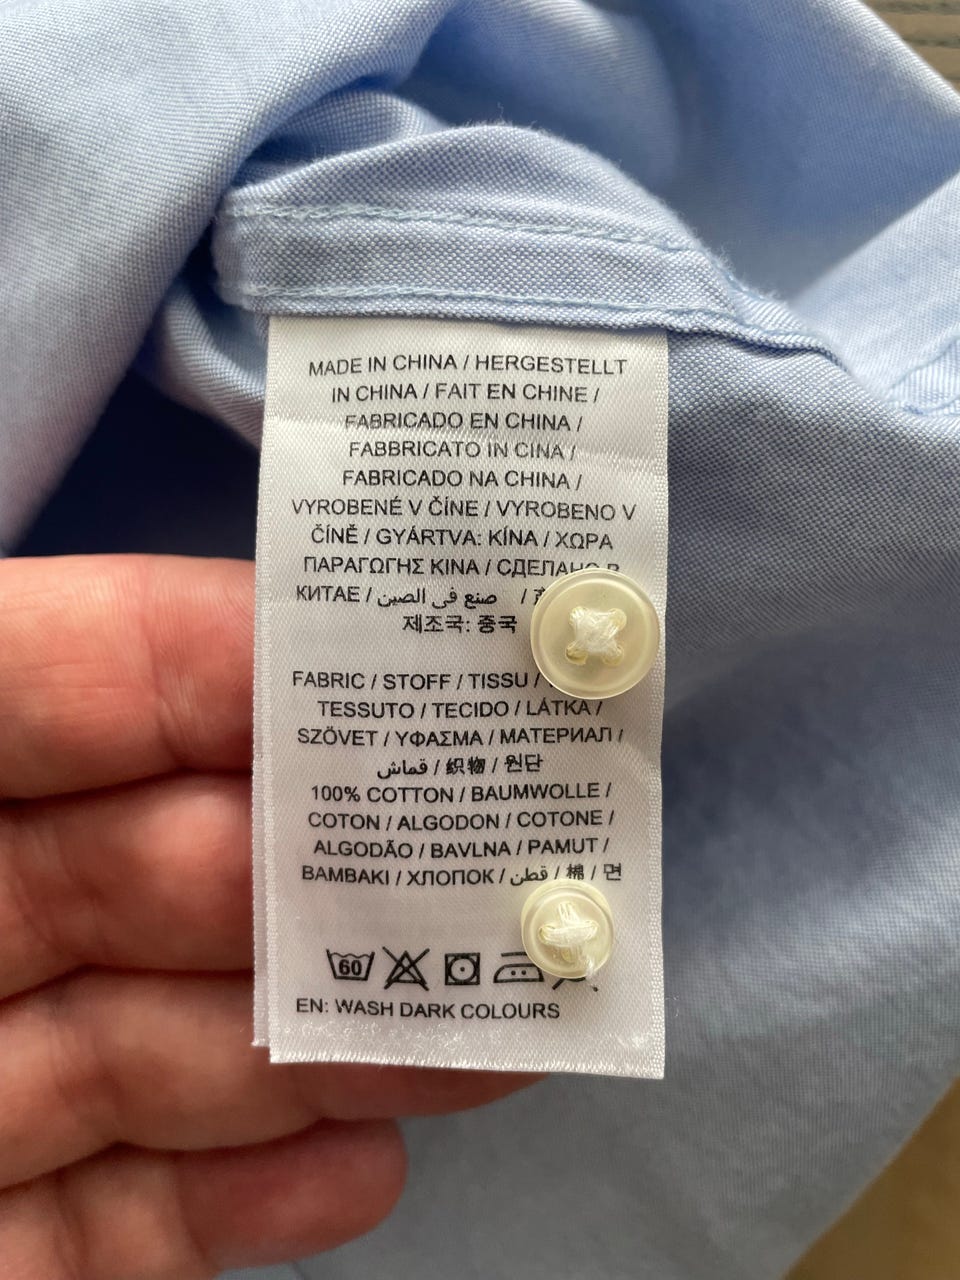 MADE IN CHINA / HERGESTELLT
IN CHINA / FAIT EN CHINE /
FABRICADO EN CHINA /
FABBRICATO IN CINA /
FABRICADO NA CHINA /
VYROBENÉ V ČÍNE / VYROBENO V
ČÍNĚ / GYÁRTVA: KÍNA / ΧΩΡΑ
ΠΑΡΑΓΩΓΗΣ ΚΙΝΑ / СДЕЛАНО В
КИТАЕ / صنع في الصين /
제조국: 중국
FABRIC / STOFF / TISSU /
TESSUTO / TECIDO / LÁTKA /
SZÖVET / ΥΦΑΣΜΑ / МАТЕРИАЛ /
قماش / 织物 / 원단
100% COTTON / BAUMWOLLE /
COTON / ALGODON / COTONE /
ALGODÃO / BAVLNA / PAMUT /
ΒΑΜΒΑΚΙ / ХЛОПОК / قطن / 棉 / 면
60
EN: WASH DARK COLOURS